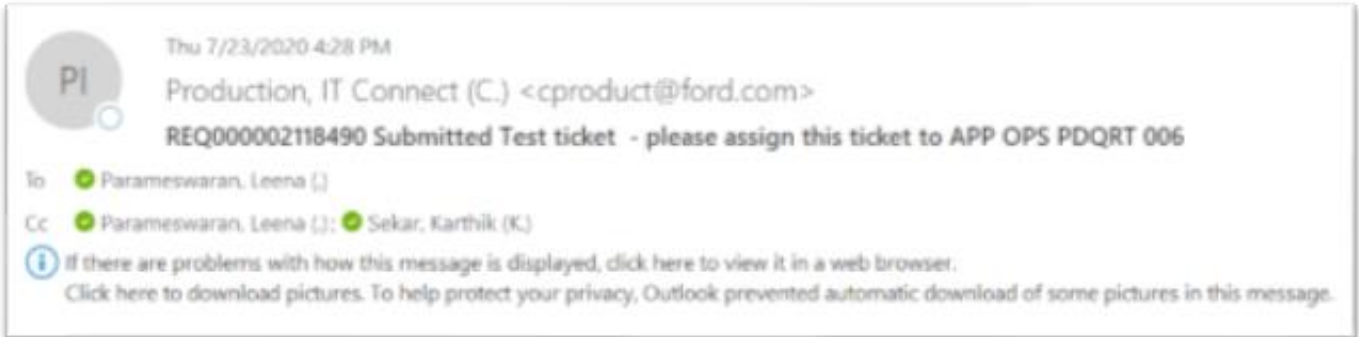 Thu 7/23/2020 4:28 PM
PI
Production, IT Connect (C.) <cproduct@ford.com>
REQ000002118490 Submitted Test ticket - please assign this ticket to APP OPS PDQRT 006
To Parameswaran, Leena (.)
Cc Parameswaran, Leena (.); Sekar, Karthik (K.)
If there are problems with how this message is displayed, click here to view it in a web browser.
Click here to download pictures. To help protect your privacy, Outlook prevented automatic download of some pictures in this message.